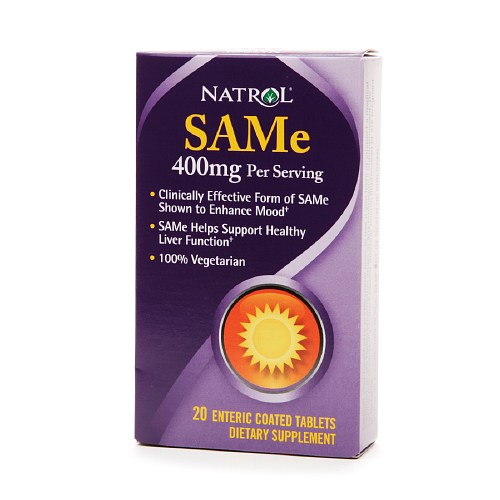 NATROL
SAMe
400mg Per Serving
• Clinically Effective Form of SAMe
Shown to Enhance Mood†
• SAMe Helps Support Healthy
Liver Function†
• 100% Vegetarian
20 ENTERIC COATED TABLETS
DIETARY SUPPLEMENT